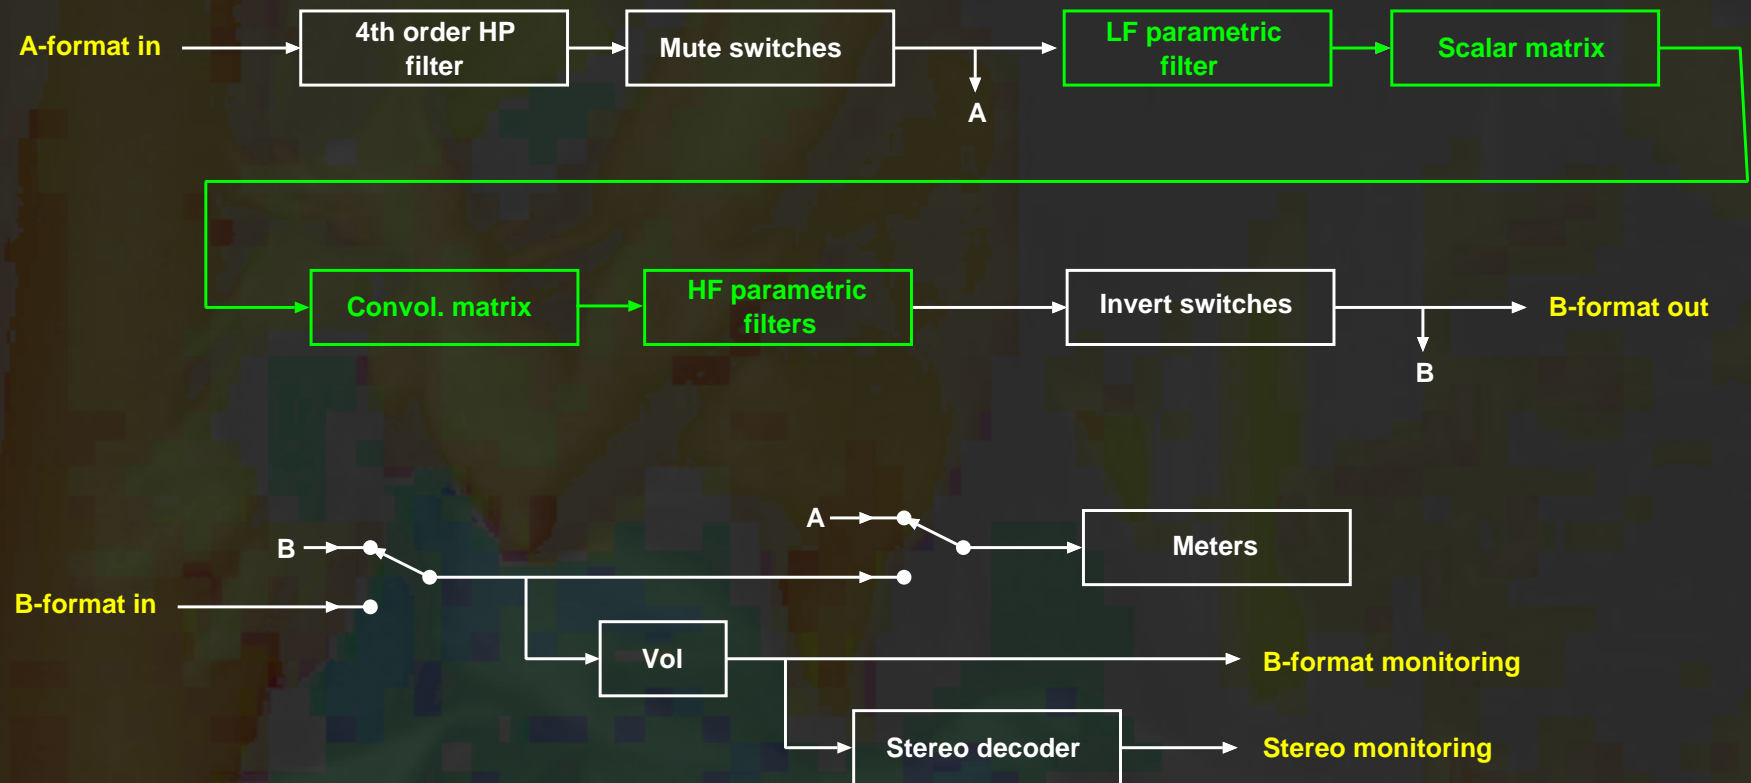 A-format in
4th order HP
filter
Mute switches
LF parametric
filter
Scalar matrix
A
Convol. matrix
HF parametric
filters
Invert switches
B-format out
B
A
Meters
B
B-format in
Vol
B-format monitoring
Stereo decoder
Stereo monitoring